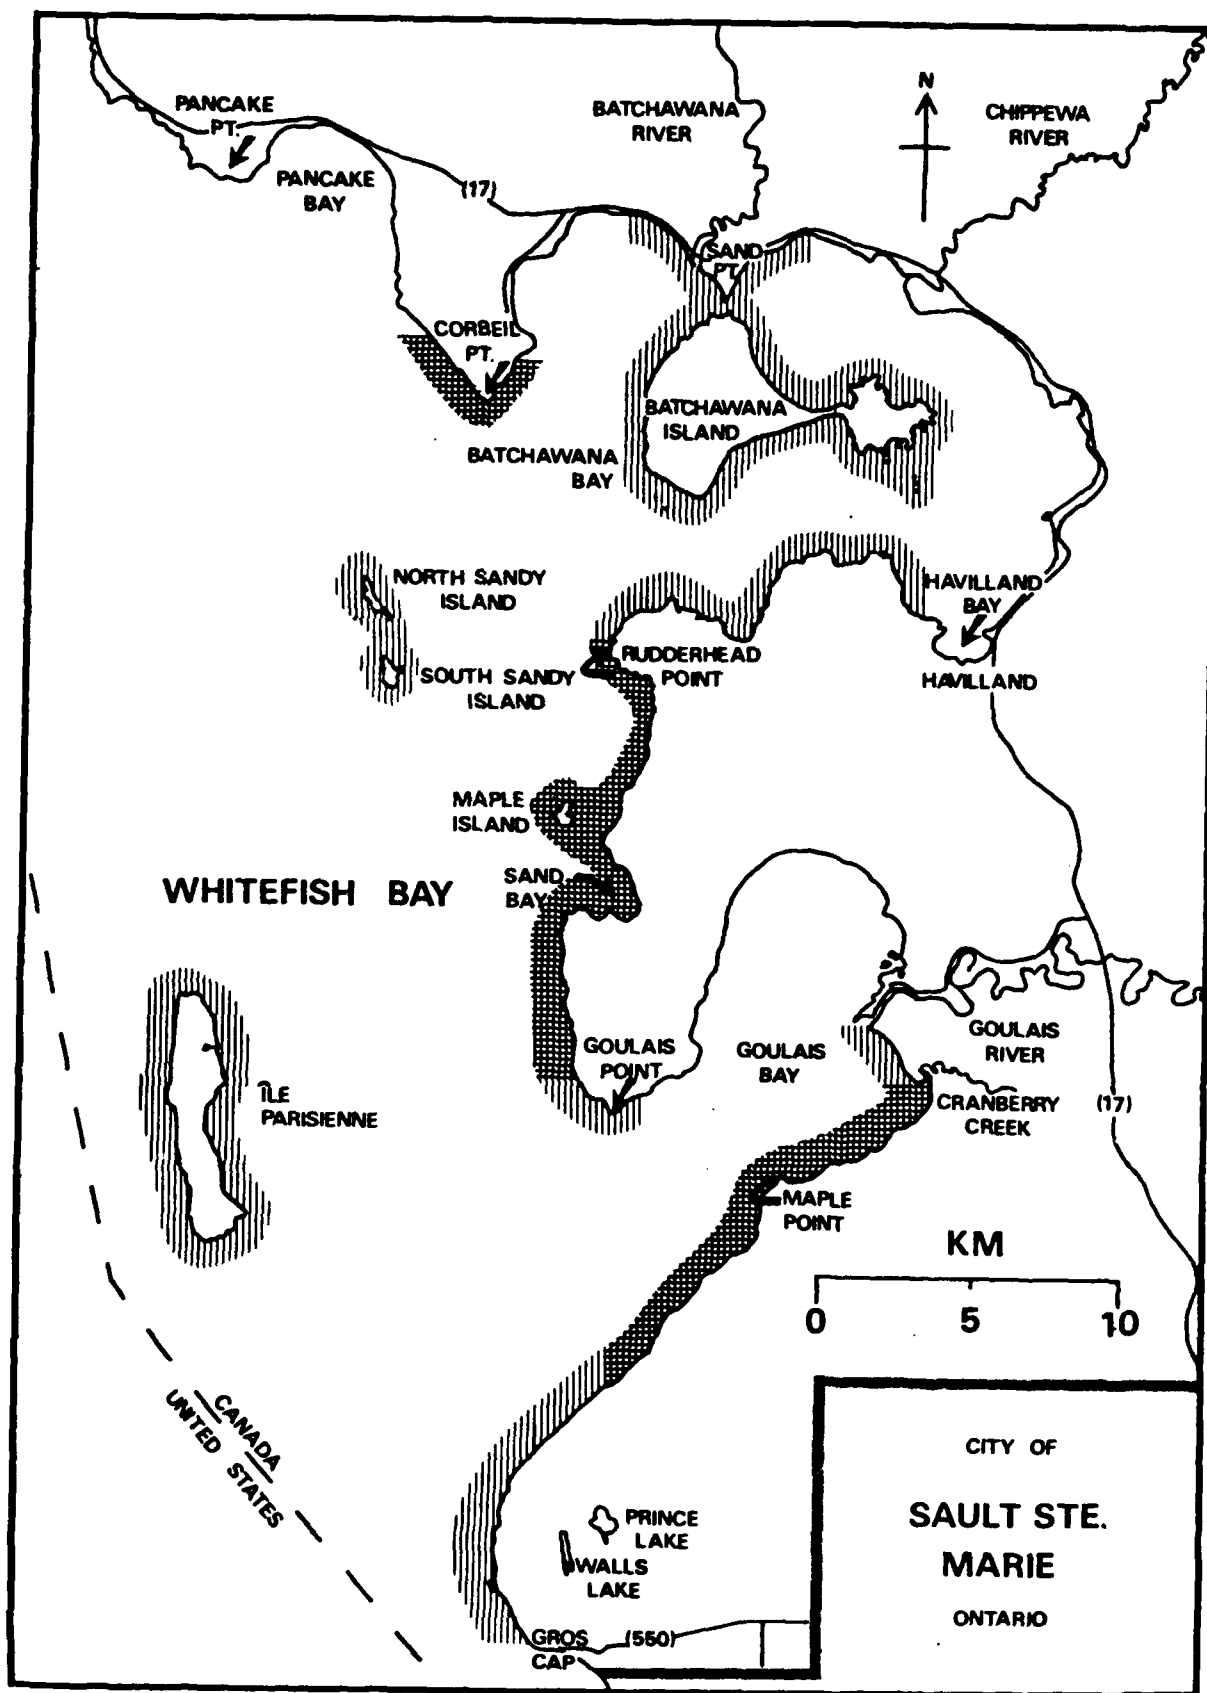 PANCAKE
PT.
BATCHAWANA
RIVER
N
CHIPPEWA
RIVER
PANCAKE
BAY
(17)
SAND
PT.
CORBEIL
PT.
BATCHAWANA
ISLAND
BATCHAWANA
BAY
NORTH SANDY
ISLAND
HAVILLAND
BAY
RUDDERHEAD
POINT
SOUTH SANDY
ISLAND
HAVILLAND
MAPLE
ISLAND
SAND
BAY
WHITEFISH BAY
GOULAIS
POINT
GOULAIS
BAY
GOULAIS
RIVER
ÎLE
PARISIENNE
CRANBERRY
CREEK
(17)
MAPLE
POINT
KM
0 5 10
CANADA
UNITED STATES
CITY OF
SAULT STE.
MARIE
ONTARIO
PRINCE
LAKE
WALLS
LAKE
GROS
CAP
(550)